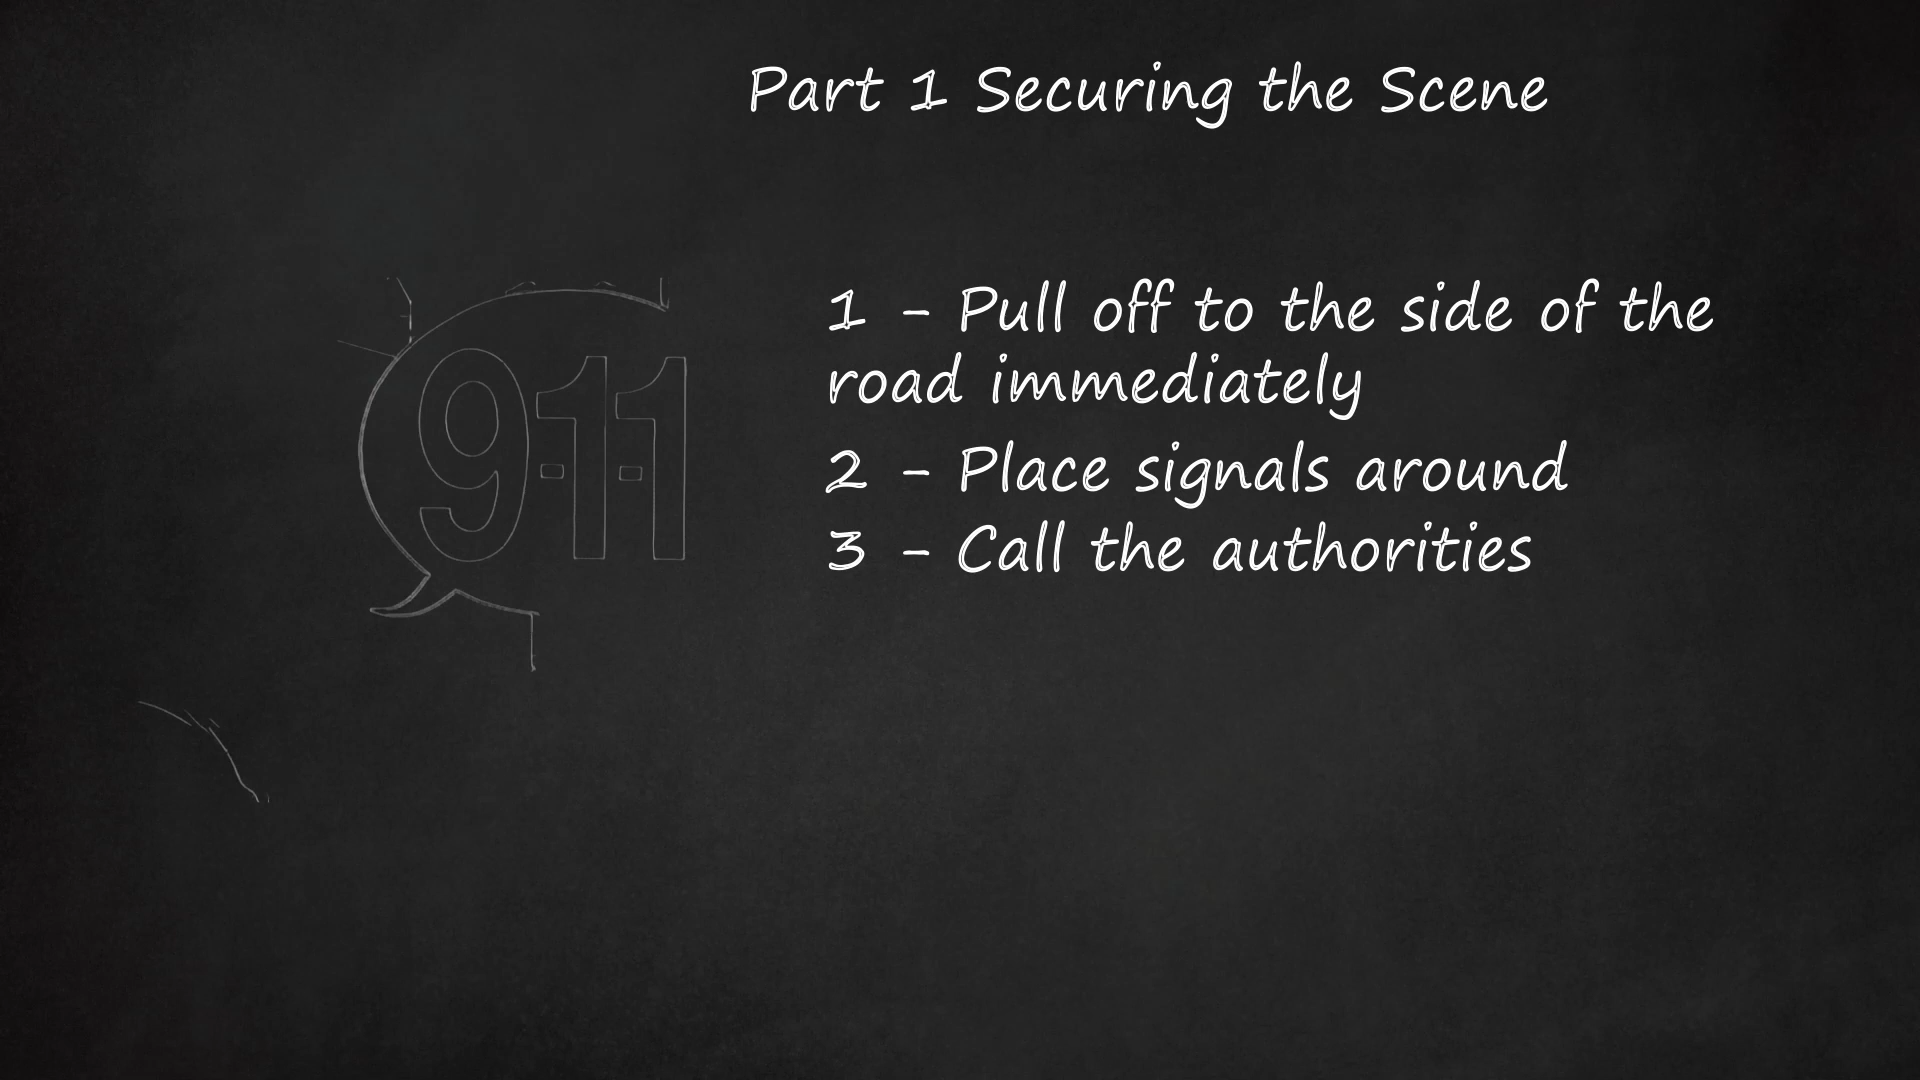 Part 1 Securing the Scene
9-1-1
1 - Pull off to the side of the
road immediately
2 - Place signals around
3 - Call the authorities